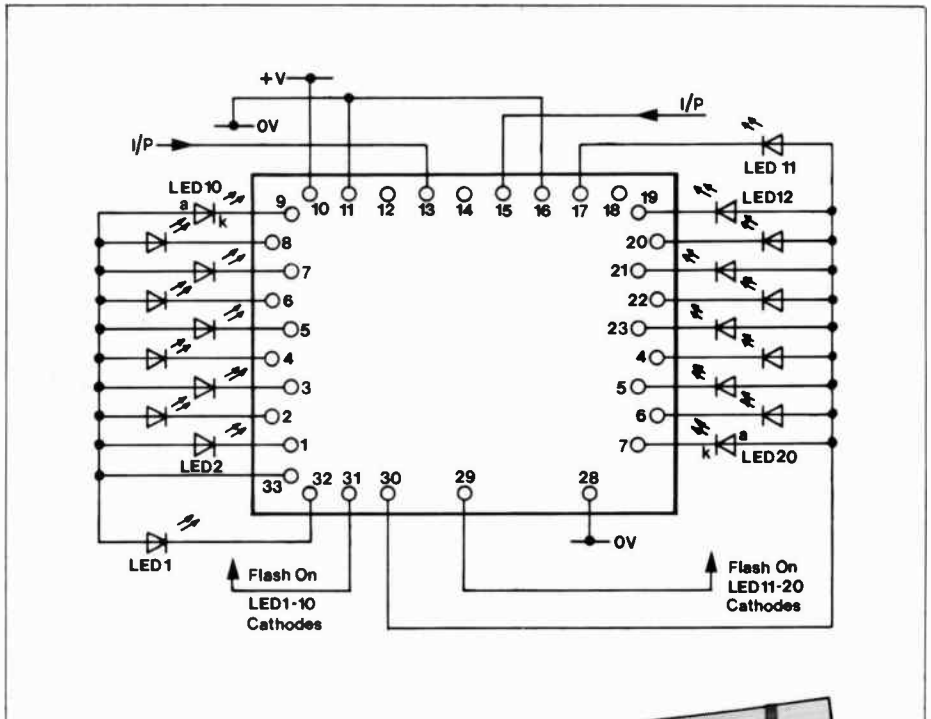 +V
0V
I/P
I/P
LED 11
LED10
a
k
9
10
11
12
13
14
15
16
17
18
19
LED12
8
20
7
21
6
22
5
23
4
4
3
5
2
6
1
7
k
a
LED20
LED2
33
32
31
30
29
28
0V
LED1
Flash On
LED1-10
Cathodes
Flash On
LED11-20
Cathodes